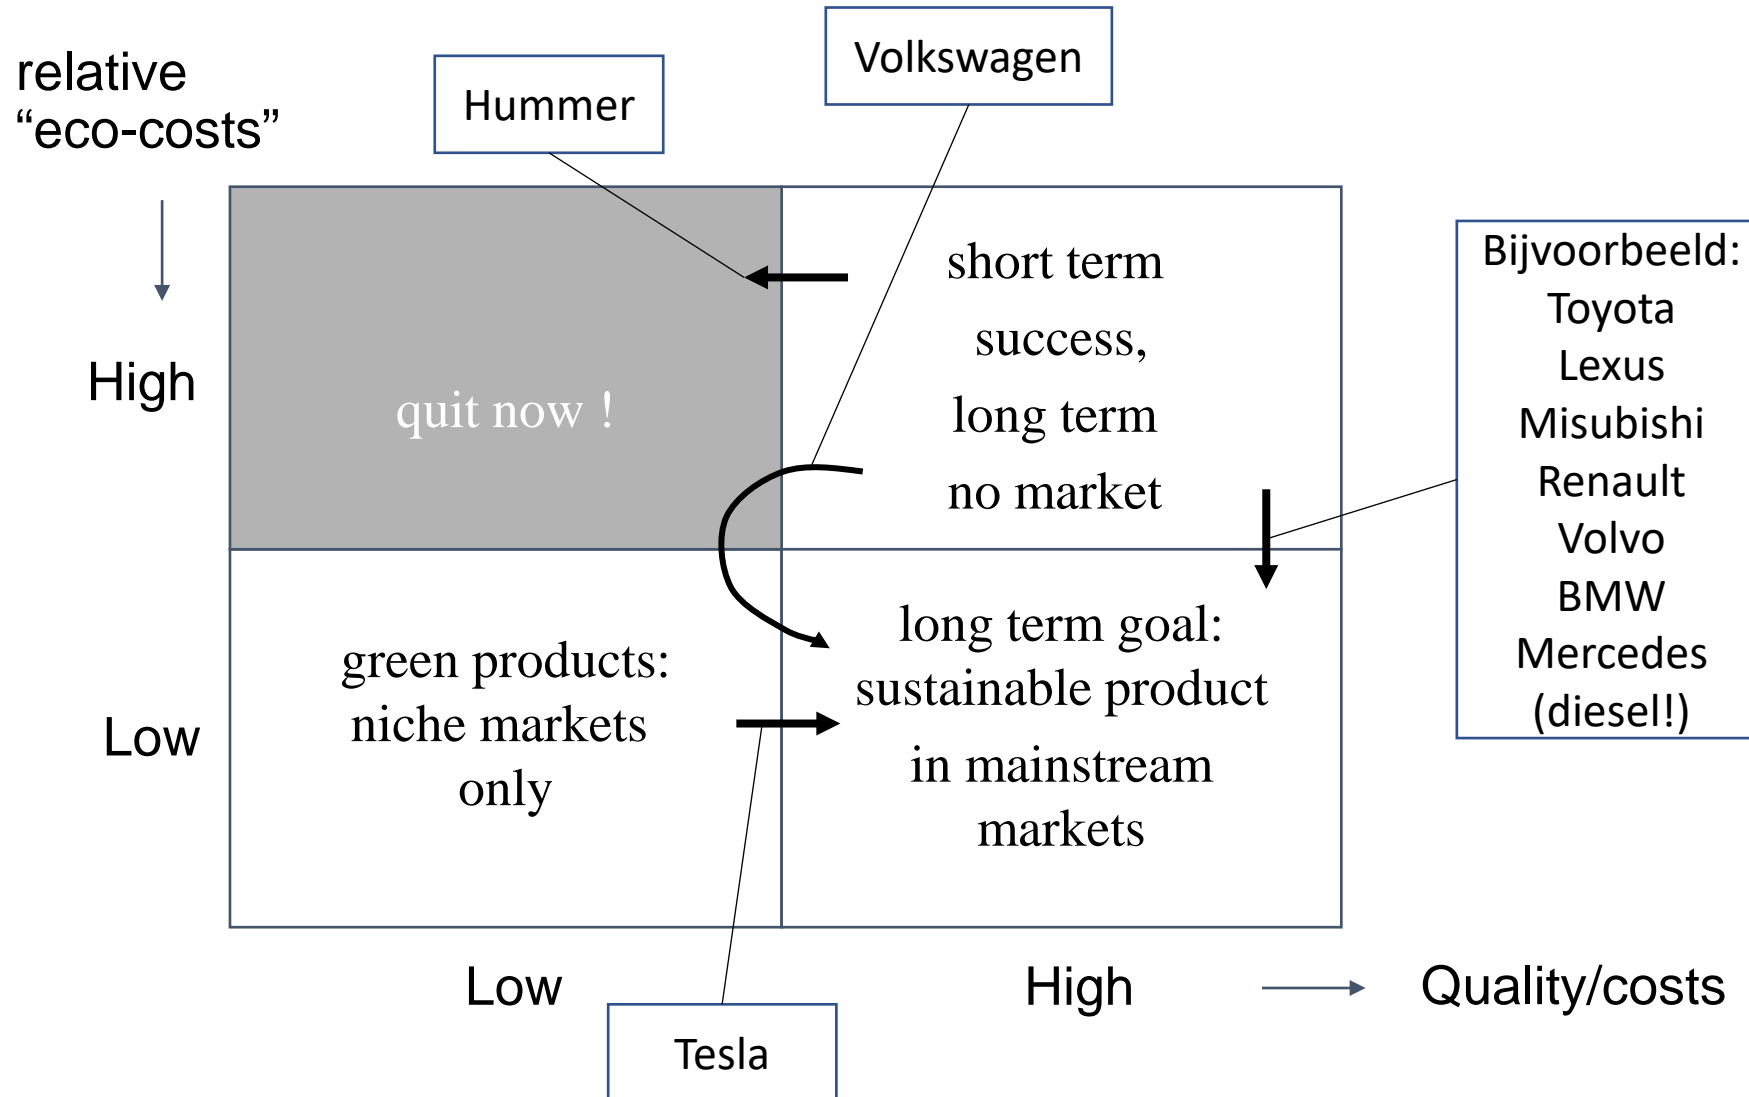 relative
“eco-costs”
Hummer
Volkswagen
High
quit now !
short term
success,
long term
no market
Bijvoorbeeld:
Toyota
Lexus
Misubishi
Renault
Volvo
BMW
Mercedes
(diesel!)
Low
green products:
niche markets
only
long term goal:
sustainable product
in mainstream
markets
Low
High
Quality/costs
Tesla